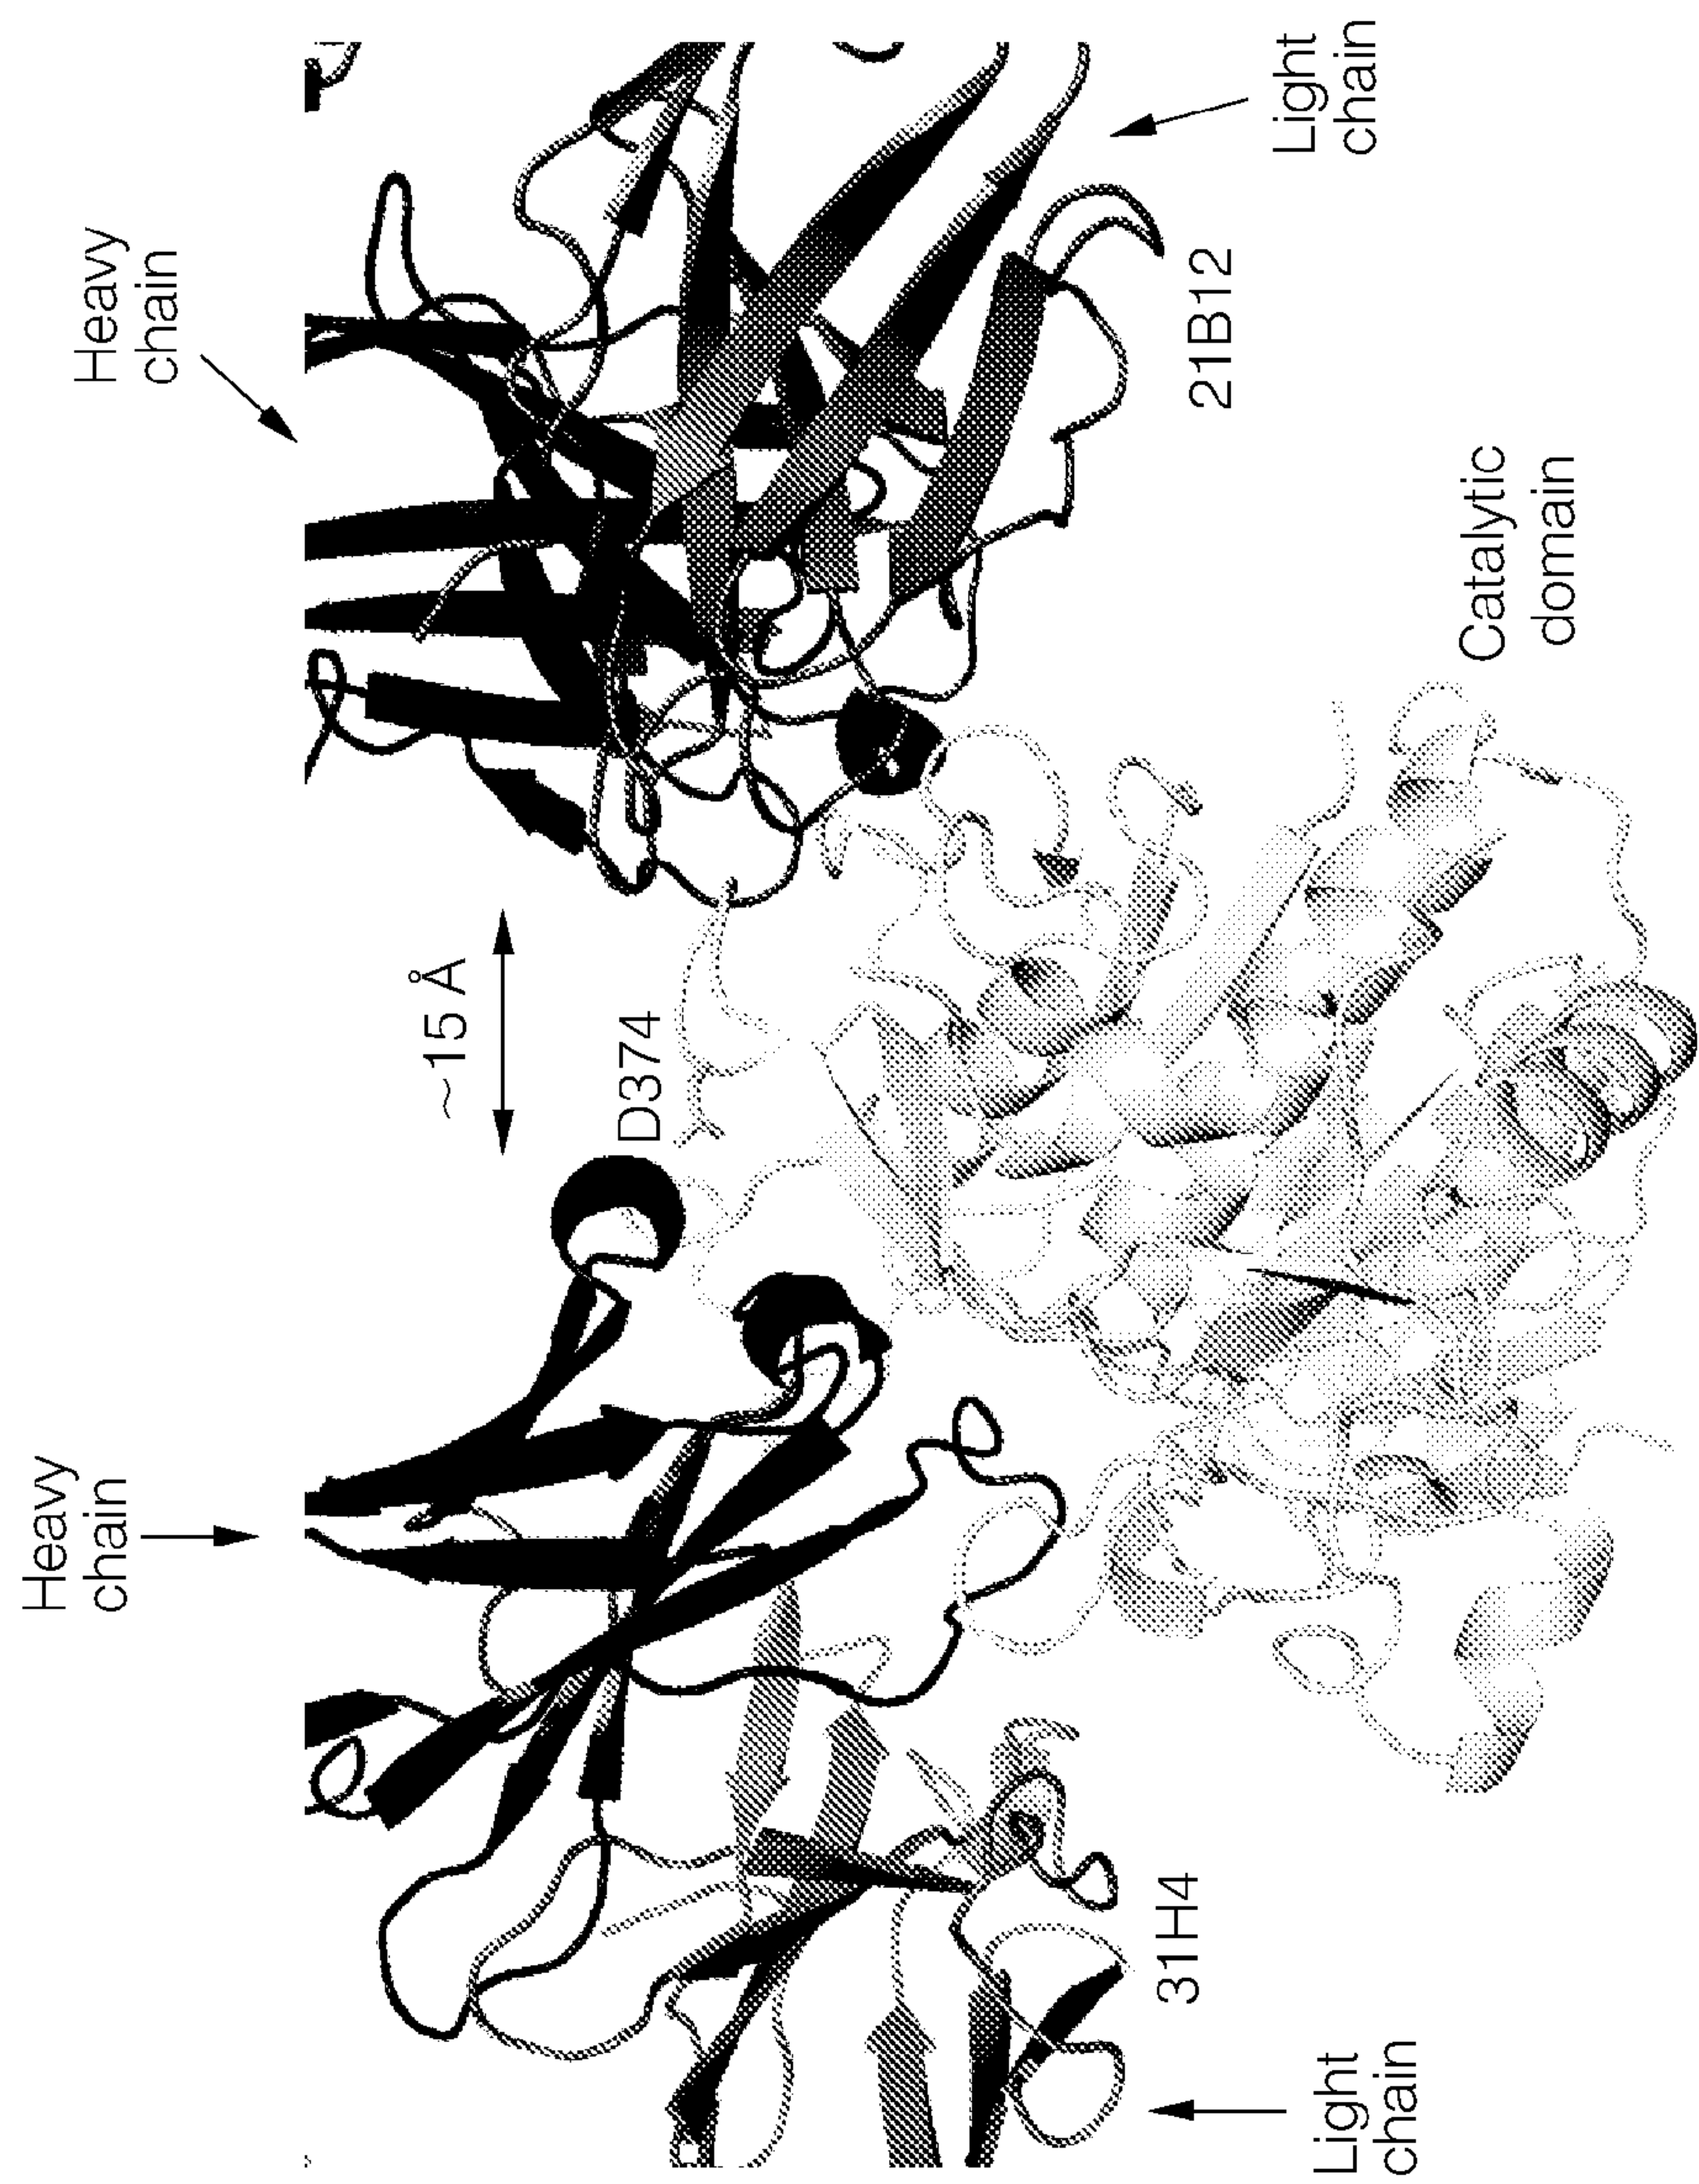 Heavy
chain
Heavy
chain
~15 Å
D374
31H4
21B12
Light
chain
Light
chain
Catalytic
domain